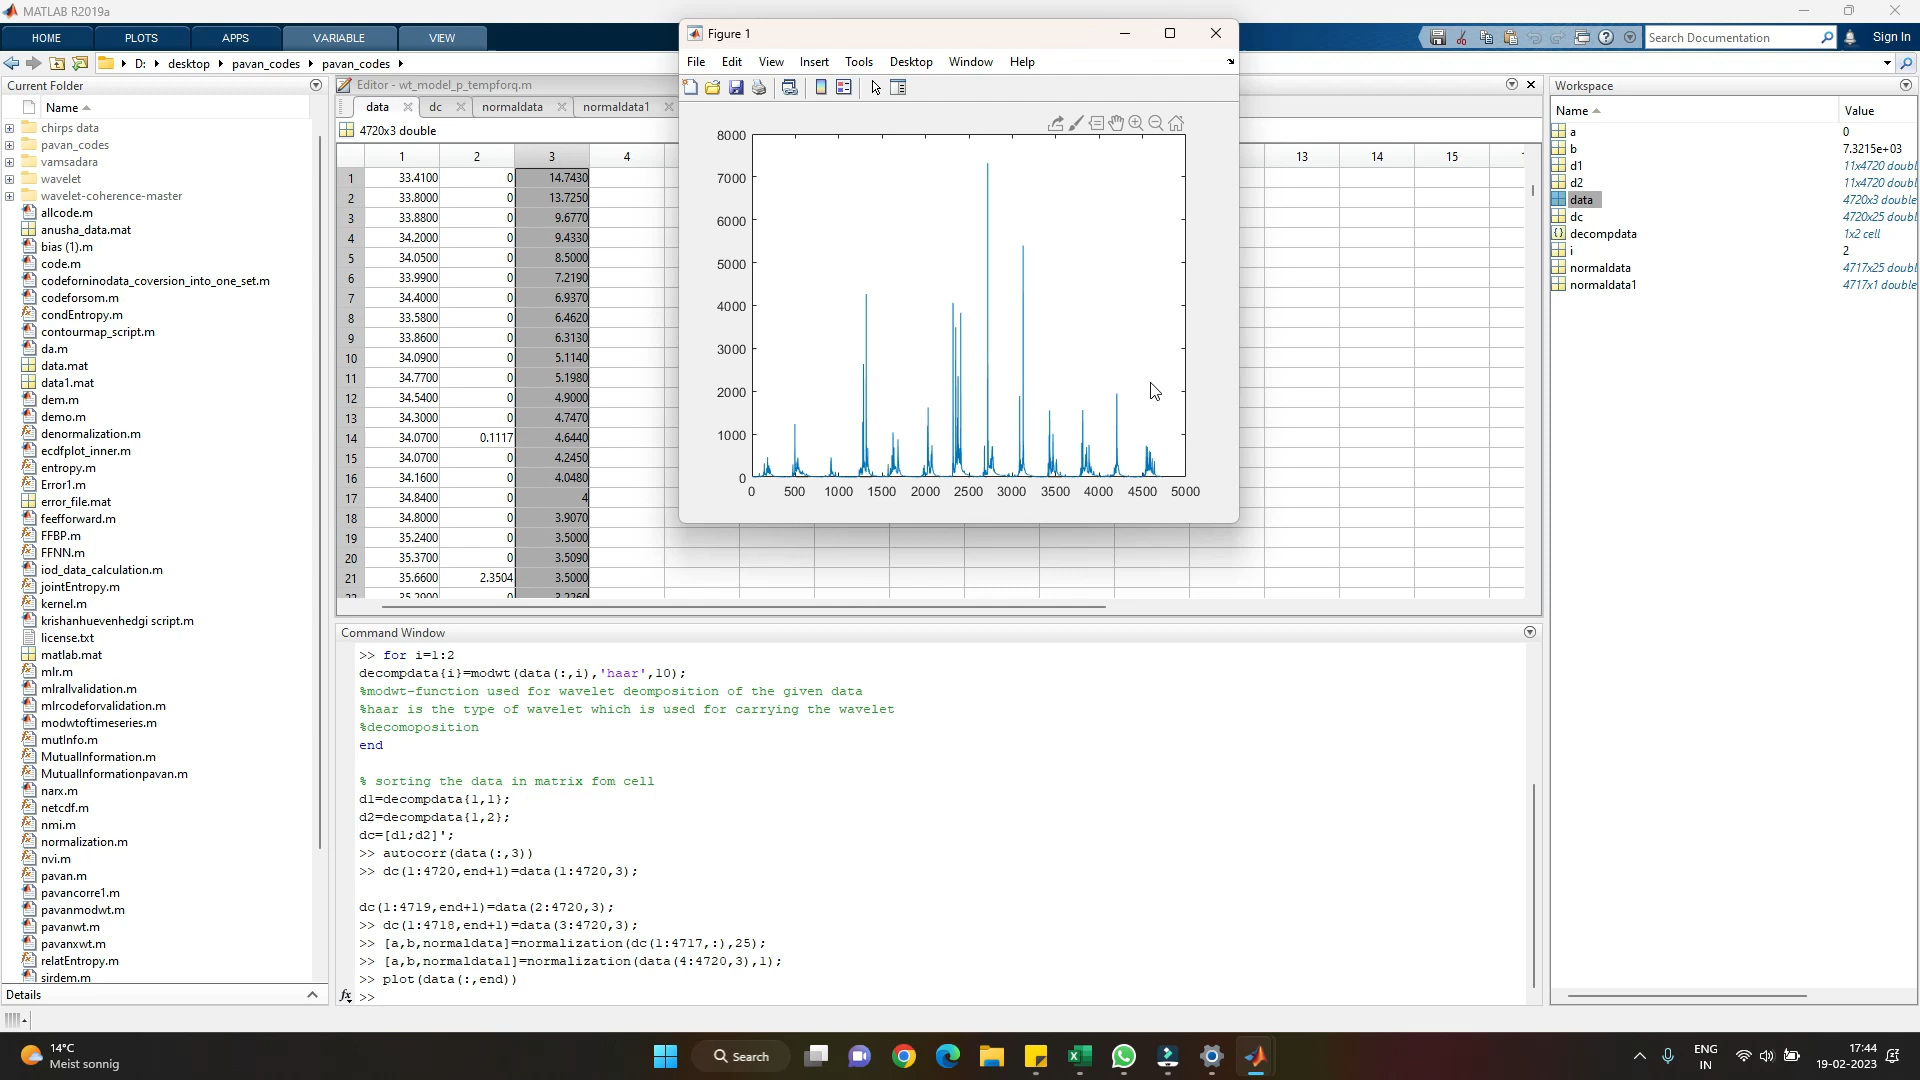 MATLAB R2019a
HOME PLOTS APPS VARIABLE VIEW
Search Documentation Sign In
D: desktop pavan_codes pavan_codes
Current Folder
Name
chirps data
pavan_codes
vamsadara
wavelet
wavelet-coherence-master
allcode.m
anusha_data.mat
bias (1).m
code.m
codeforninodata_coversion_into_one_set.m
codeforsom.m
condEntropy.m
contourmap_script.m
da.m
data.mat
data1.mat
dem.m
demo.m
denormalization.m
ecdfplot_inner.m
entropy.m
Error1.m
error_file.mat
feefforward.m
FFBP.m
FFNN.m
iod_data_calculation.m
jointEntropy.m
kernel.m
krishanhuevenhedgi script.m
license.txt
matlab.mat
mlr.m
mlrallvalidation.m
mlrcodeforvalidation.m
modwtoftimeseries.m
mutInfo.m
MutualInformation.m
MutualInformationpavan.m
narx.m
netcdf.m
nmi.m
normalization.m
nvi.m
pavan.m
pavancorre1.m
pavanmodwt.m
pavanwt.m
pavanxwt.m
relatEntropy.m
sirdem.m
Details
Editor - wt_model_p_tempforq.m
data dc normaldata normaldata1
4720x3 double
1 2 3 4 13 14 15
1 33.4100 0 14.7430
2 33.8000 0 13.7250
3 33.8800 0 9.6770
4 34.2000 0 9.4330
5 34.0500 0 8.5000
6 33.9900 0 7.2190
7 34.4000 0 6.9370
8 33.5800 0 6.4620
9 33.8600 0 6.3130
10 34.0900 0 5.1140
11 34.7700 0 5.1980
12 34.5400 0 4.9000
13 34.3000 0 4.7470
14 34.0700 0.1117 4.6440
15 34.0700 0 4.2450
16 34.1600 0 4.0480
17 34.8400 0 4
18 34.8000 0 3.9070
19 35.2400 0 3.5000
20 35.3700 0 3.5090
21 35.6600 2.3504 3.5000
Figure 1
File Edit View Insert Tools Desktop Window Help
8000
7000
6000
5000
4000
3000
2000
1000
0
0 500 1000 1500 2000 2500 3000 3500 4000 4500 5000
Command Window
>> for i=1:2
decompdata{i}=modwt(data(:,i),'haar',10);
%modwt-function used for wavelet deomposition of the given data
%haar is the type of wavelet which is used for carrying the wavelet
%decomoposition
end
% sorting the data in matrix fom cell
d1=decompdata{1,1};
d2=decompdata{1,2};
dc=[d1;d2]';
>> autocorr(data(:,3))
>> dc(1:4720,end+1)=data(1:4720,3);
dc(1:4719,end+1)=data(2:4720,3);
>> dc(1:4718,end+1)=data(3:4720,3);
>> [a,b,normaldata]=normalization(dc(1:4717,:),25);
>> [a,b,normaldata1]=normalization(data(4:4720,3),1);
>> plot(data(:,end))
fx >>
Workspace
Name Value
a 0
b 7.3215e+03
d1 11x4720 doubl
d2 11x4720 doubl
data 4720x3 double
dc 4720x25 doubl
decompdata 1x2 cell
i 2
normaldata 4717x25 doubl
normaldata1 4717x1 double
14°C
Meist sonnig
Search
ENG
IN
17:44
19-02-2023